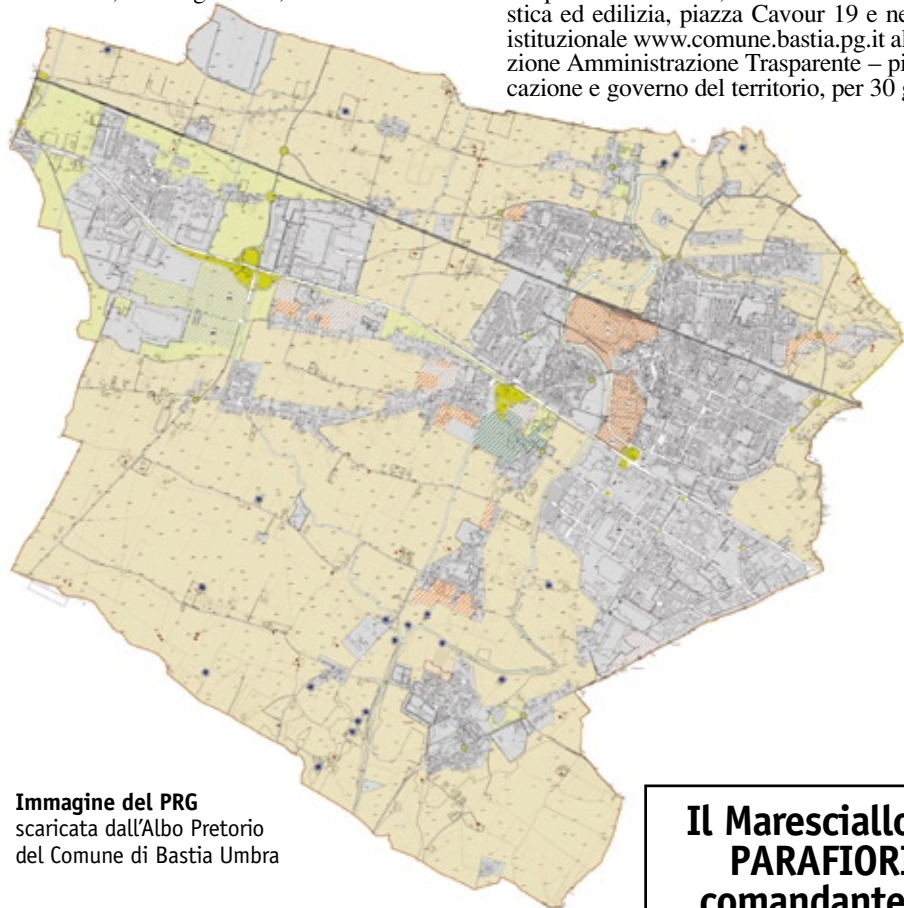 stica ed edilizia, piazza Cavour 19 e ne
istituzionale www.comune.bastia.pg.it al
zione Amministrazione Trasparente – pi
cazione e governo del territorio, per 30 g
Immagine del PRG
scaricata dall'Albo Pretorio
del Comune di Bastia Umbra
Il Maresciallo
PARAFIORI
comandante